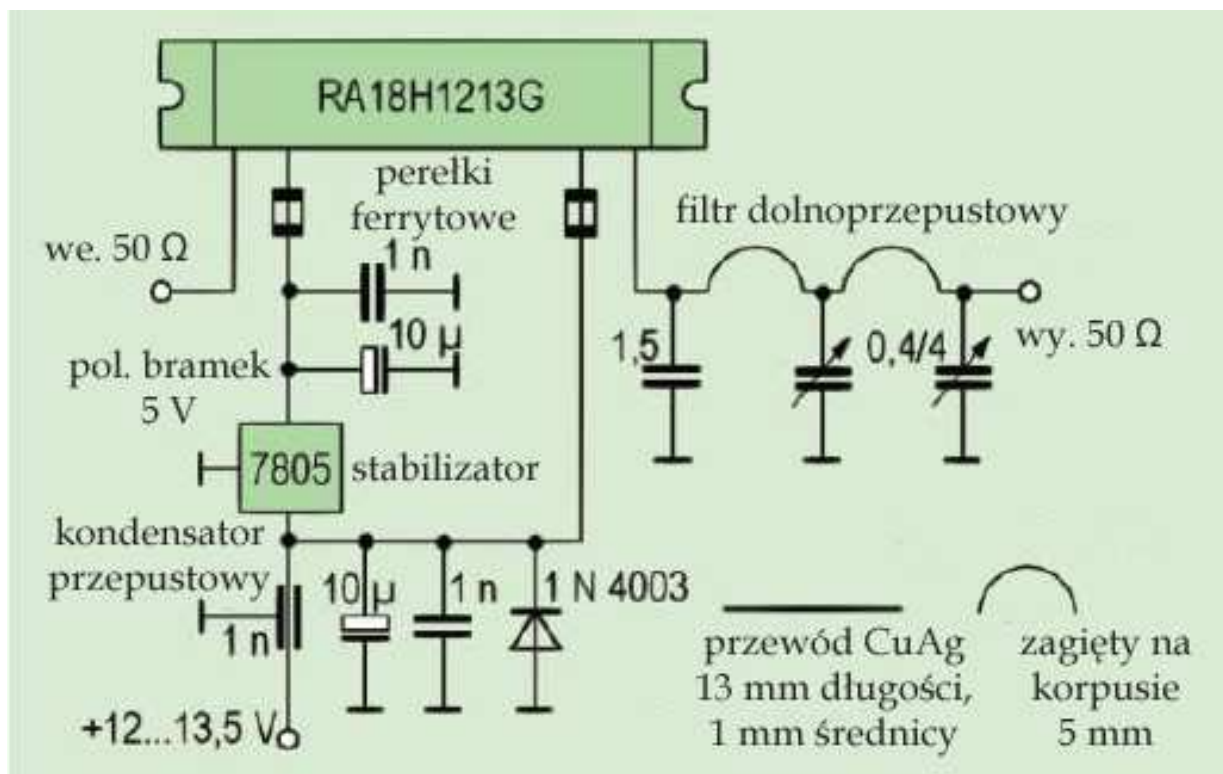 RA18H1213G
perełki
ferrytowe
filtr dolnoprzepustowy
we. 50 Ω
1 n
10 µ
pol. bramek
5 V
1,5
0,4/4
wy. 50 Ω
7805
stabilizator
kondensator
przepustowy
1 n
10 µ
1 n
1 N 4003
+12...13,5 V
przewód CuAg
13 mm długości,
1 mm średnicy
zagięty na
korpusie
5 mm